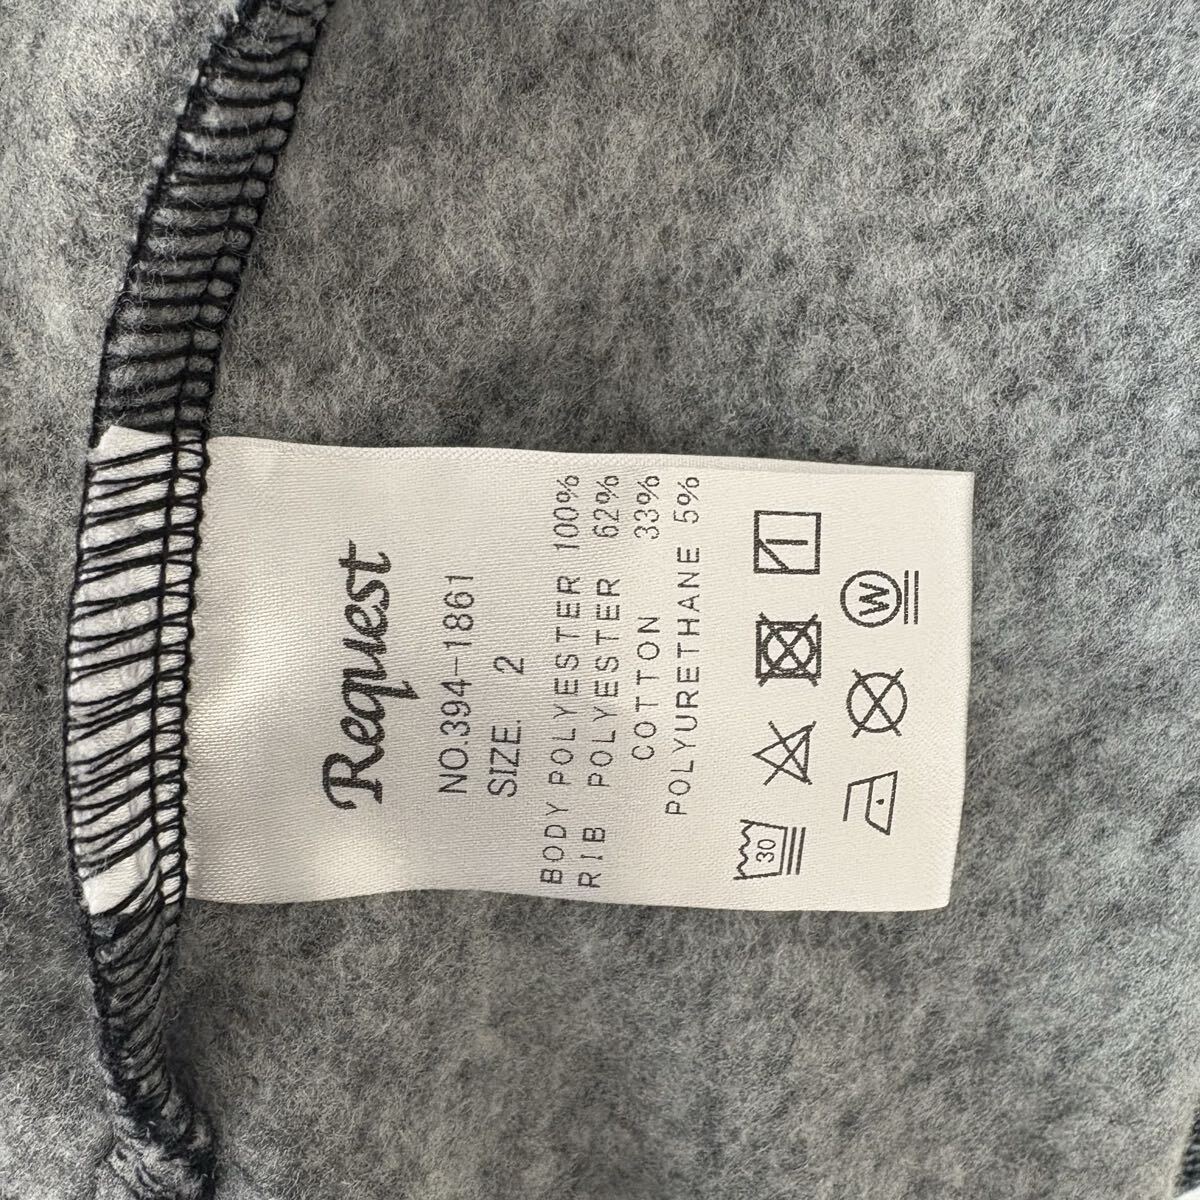 Request
NO.394-1861
SIZE. 2
BODY POLYESTER 100%
RIB POLYESTER 62%
COTTON 33%
POLYURETHANE 5%
30
W